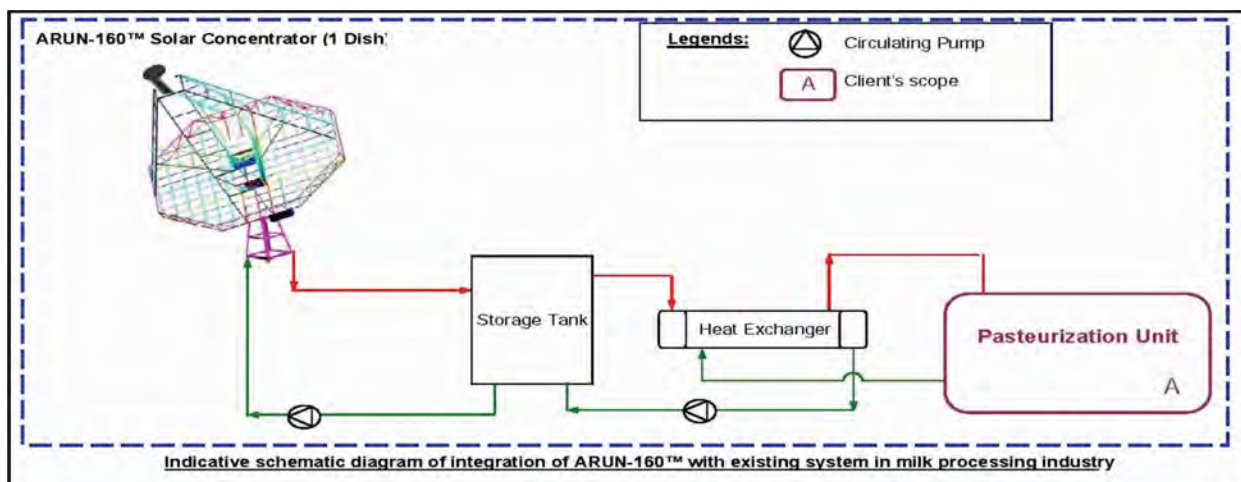 ARUN-160™ Solar Concentrator (1 Dish)
Legends:
Circulating Pump
A
Client's scope
Storage Tank
Heat Exchanger
Pasteurization Unit
A
Indicative schematic diagram of integration of ARUN-160™ with existing system in milk processing industry